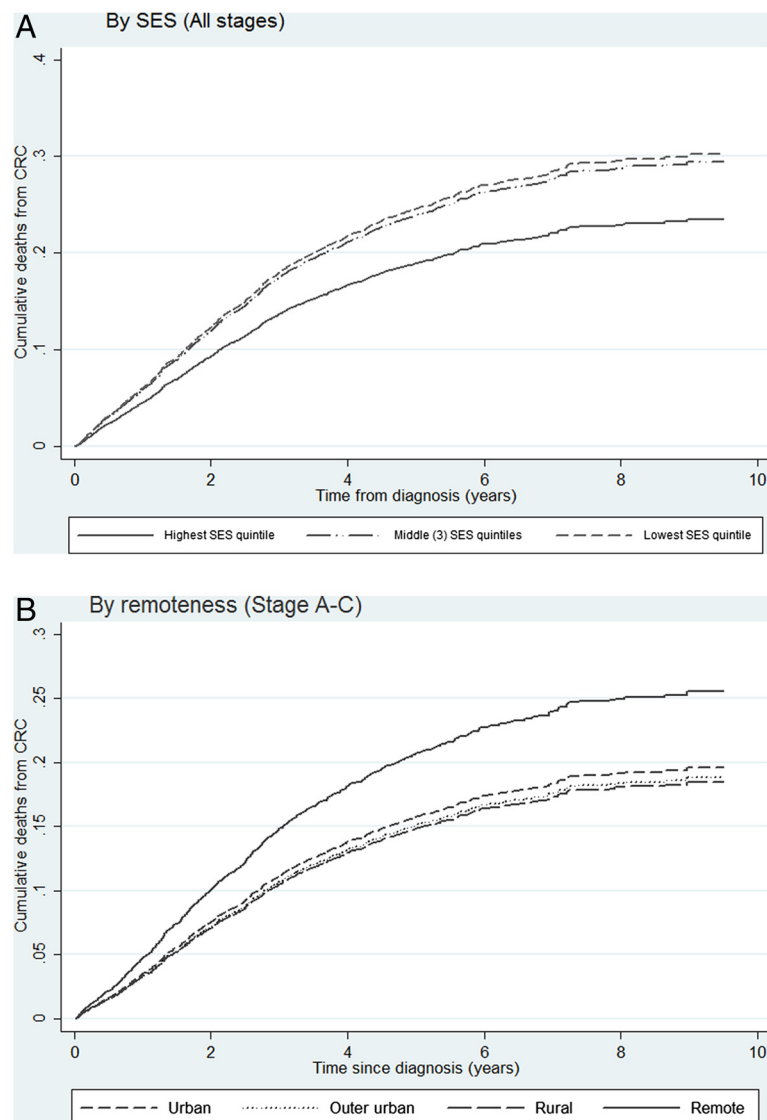 A
By SES (All stages)
Cumulative deaths from CRC
.4
.3
.2
.1
0
0 2 4 6 8 10
Time from diagnosis (years)
Highest SES quintile Middle (3) SES quintiles Lowest SES quintile
B
By remoteness (Stage A-C)
Cumulative deaths from CRC
.3
.25
.2
.15
.1
.05
0
0 2 4 6 8 10
Time since diagnosis (years)
Urban Outer urban Rural Remote